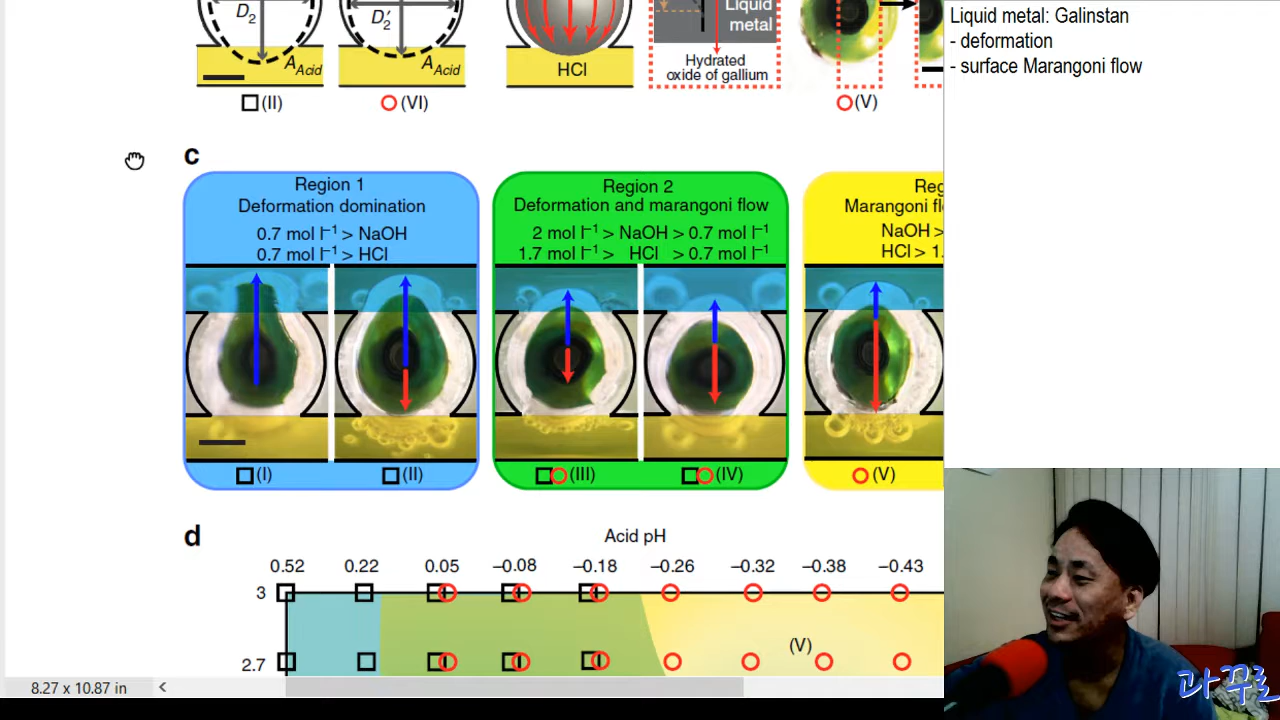 Liquid metal: Galinstan
- deformation
- surface Marangoni flow
D2
D2′
AAcid
AAcid
HCl
Liquid
metal
Hydrated
oxide of gallium
(II)
(VI)
(V)
c
Region 1
Deformation domination
0.7 mol l⁻¹ > NaOH
0.7 mol l⁻¹ > HCl
(I)
(II)
Region 2
Deformation and marangoni flow
2 mol l⁻¹ > NaOH > 0.7 mol l⁻¹
1.7 mol l⁻¹ > HCl > 0.7 mol l⁻¹
(III)
(IV)
Reg
Marangoni fl
NaOH >
HCl > 1.
(V)
d
Acid pH
0.52 0.22 0.05 −0.08 −0.18 −0.26 −0.32 −0.38 −0.43
3
(V)
2.7
8.27 x 10.87 in
과꾸로